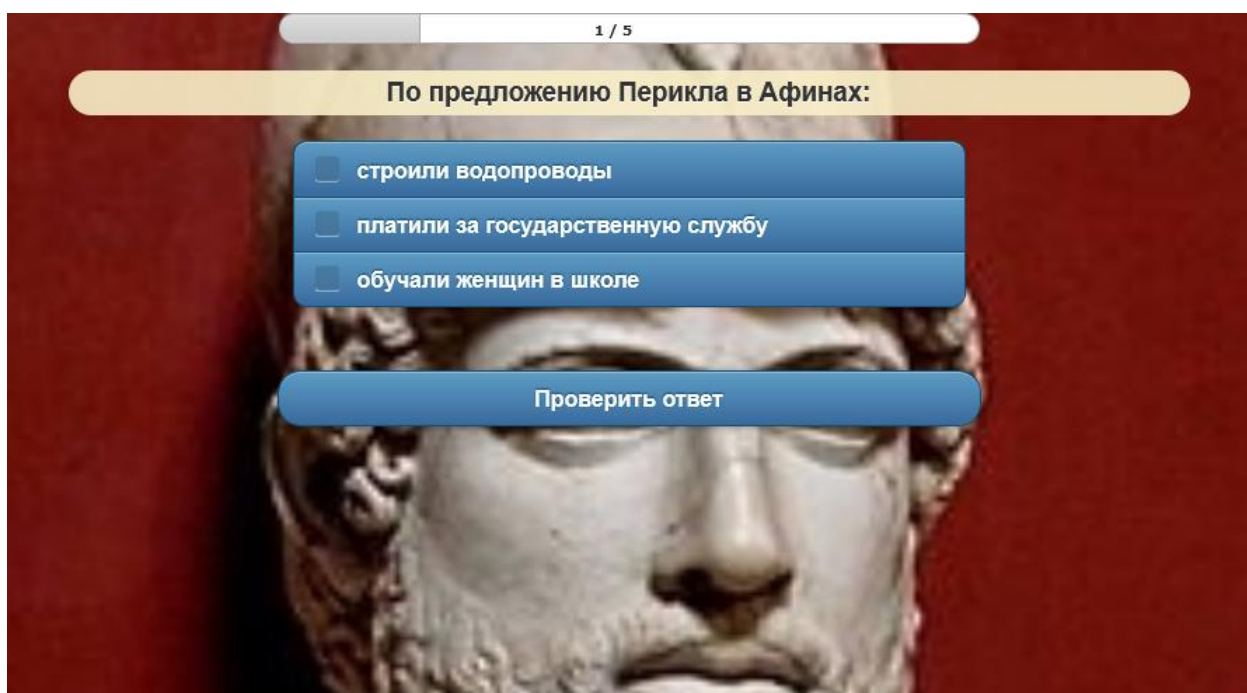 1 / 5
По предложению Перикла в Афинах:
строили водопроводы
платили за государственную службу
обучали женщин в школе
Проверить ответ